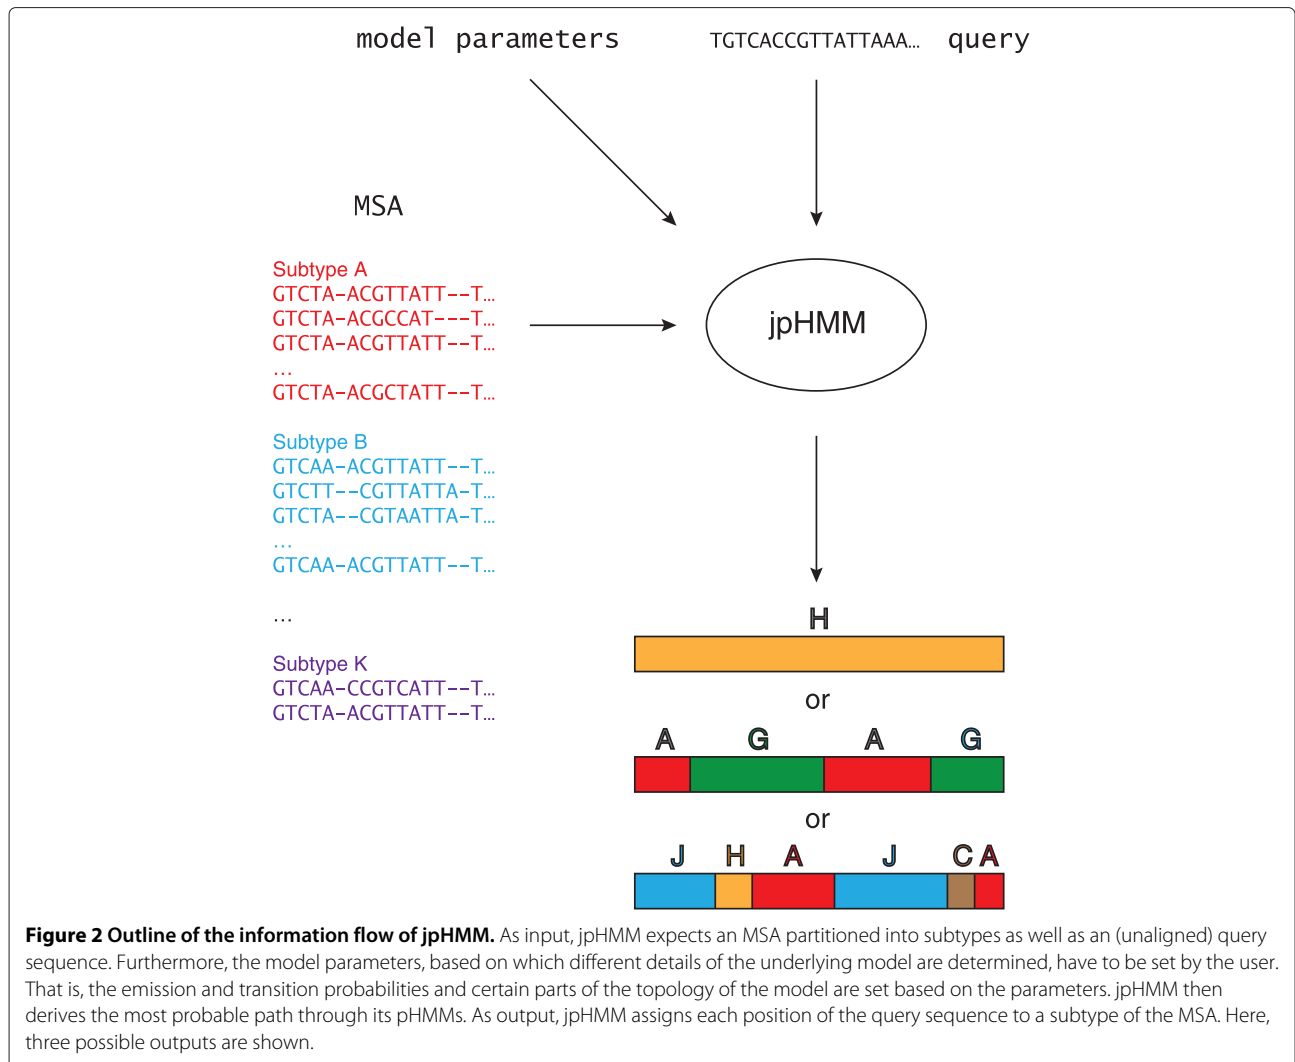 model parameters
TGTCACCGTTATTAAA… query
MSA
Subtype A
GTCTA-ACGTTATT--T…
GTCTA-ACGCCAT---T…
GTCTA-ACGTTATT--T…
…
GTCTA-ACGCTATT--T…
Subtype B
GTCAA-ACGTTATT--T…
GTCTT--CGTTATTA-T…
GTCTA--CGTAATTA-T…
…
GTCAA-ACGTTATT--T…
…
Subtype K
GTCAA-CCGTCATT--T…
GTCTA-ACGTTATT--T…
jpHMM
H
or
A G A G
or
J H A J C A
Figure 2 Outline of the information flow of jpHMM. As input, jpHMM expects an MSA partitioned into subtypes as well as an (unaligned) query
sequence. Furthermore, the model parameters, based on which different details of the underlying model are determined, have to be set by the user.
That is, the emission and transition probabilities and certain parts of the topology of the model are set based on the parameters. jpHMM then
derives the most probable path through its pHMMs. As output, jpHMM assigns each position of the query sequence to a subtype of the MSA. Here,
three possible outputs are shown.